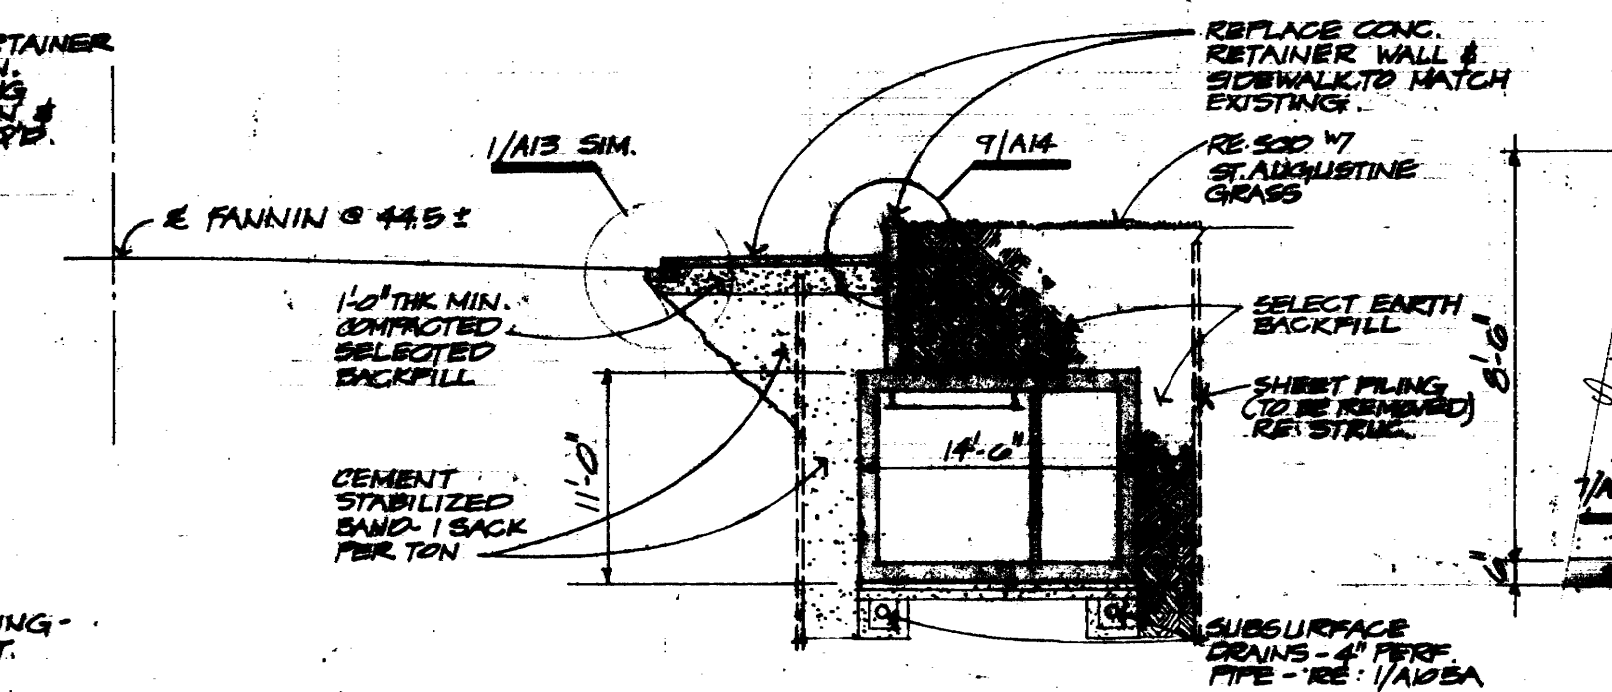 REPLACE CONC.
RETAINER WALL &
SIDEWALK TO MATCH
EXISTING.
1/A13 SIM.
9/A14
RE-SOD W/
ST. AUGUSTINE
GRASS
℄ FANNIN @ 44.5 ±
1'-0" THK MIN.
COMPACTED
SELECTED
BACKFILL
SELECT EARTH
BACKFILL
8'-6"
SHEET PILING
(TO BE REMOVED)
RE: STRUC.
11'-0"
14'-6"
CEMENT
STABILIZED
SAND- 1 SACK
PER TON
6"
SUBSURFACE
DRAINS - 4" PERF.
PIPE - RE: 1/A105A